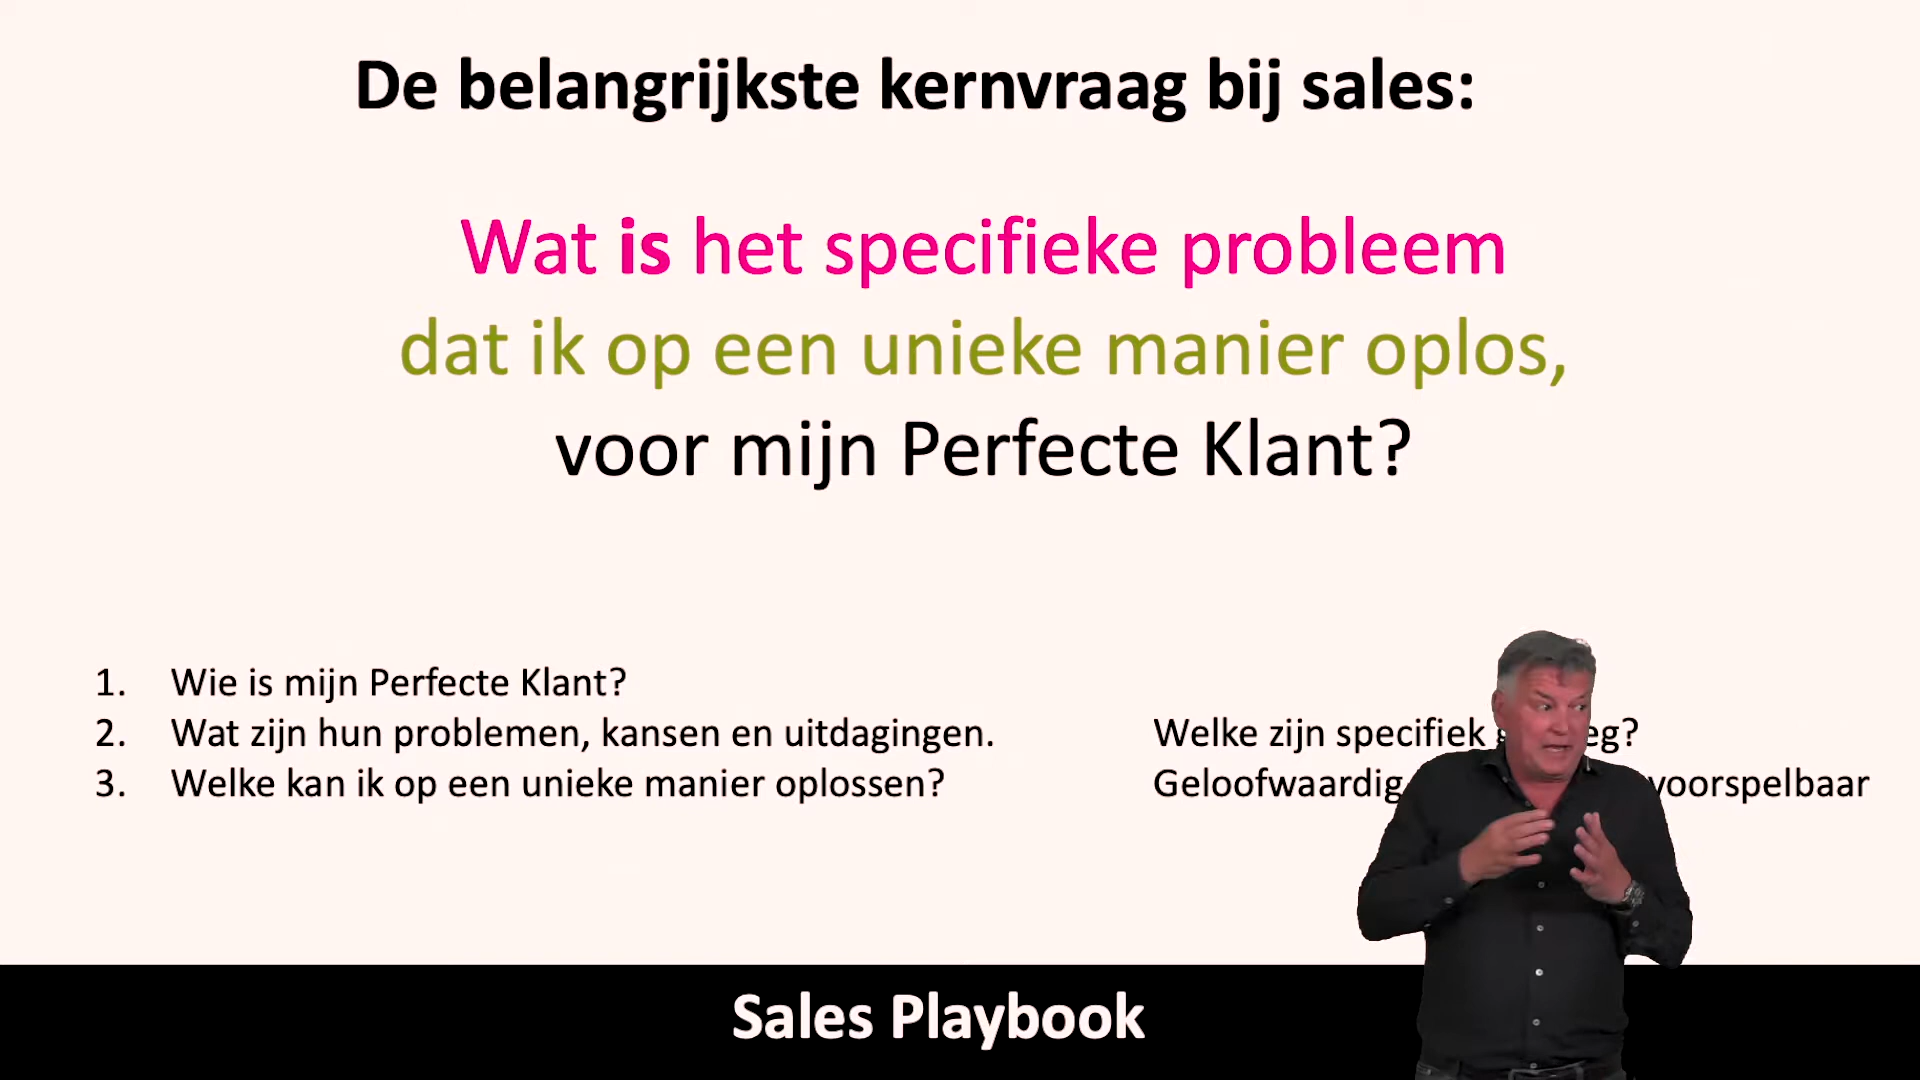 De belangrijkste kernvraag bij sales:
Wat is het specifieke probleem
dat ik op een unieke manier oplos,
voor mijn Perfecte Klant?
1. Wie is mijn Perfecte Klant?
2. Wat zijn hun problemen, kansen en uitdagingen. Welke zijn specifiek
3. Welke kan ik op een unieke manier oplossen? Geloofwaardig voorspelbaar
Sales Playbook